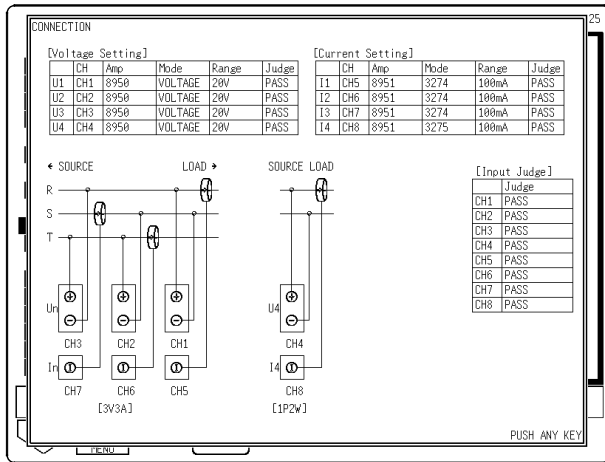 25
CONNECTION
[Voltage Setting]
CH Amp Mode Range Judge
U1 CH1 8950 VOLTAGE 20V PASS
U2 CH2 8950 VOLTAGE 20V PASS
U3 CH3 8950 VOLTAGE 20V PASS
U4 CH4 8950 VOLTAGE 20V PASS
[Current Setting]
CH Amp Mode Range Judge
I1 CH5 8951 3274 100mA PASS
I2 CH6 8951 3274 100mA PASS
I3 CH7 8951 3274 100mA PASS
I4 CH8 8951 3275 100mA PASS
← SOURCE LOAD →
R
S
T
Un
CH3 CH2 CH1
In
CH7 CH6 CH5
[3V3A]
SOURCE LOAD
U4
CH4
I4
CH8
[1P2W]
[Input Judge]
Judge
CH1 PASS
CH2 PASS
CH3 PASS
CH4 PASS
CH5 PASS
CH6 PASS
CH7 PASS
CH8 PASS
PUSH ANY KEY
MENU